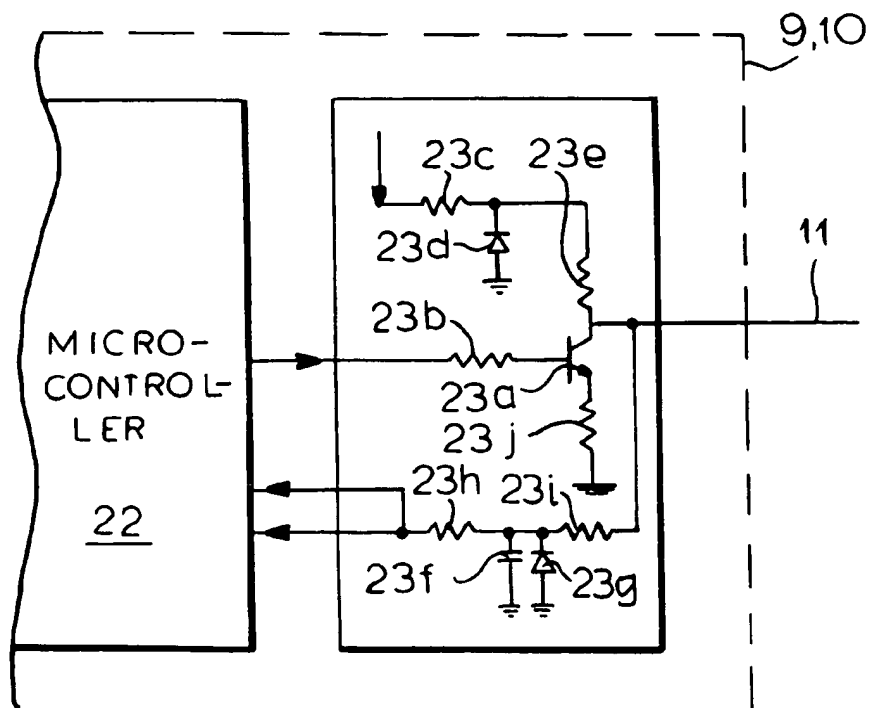 9,10
23c 23e
23d
11
23b
MICRO-
CONTROL-
LER
23a
23j
23h 23i
22
23f 23g